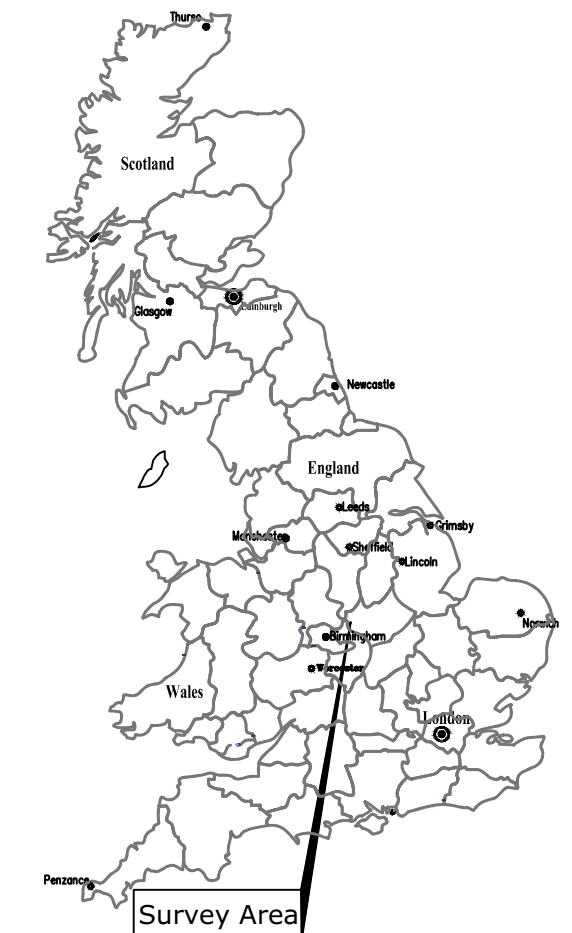 Thurso
Scotland
Edinburgh
Glasgow
Newcastle
England
Leeds
Grimsby
Manchester
Sheffield
Lincoln
Norwich
Birmingham
Worcester
Wales
London
Penzance
Survey Area